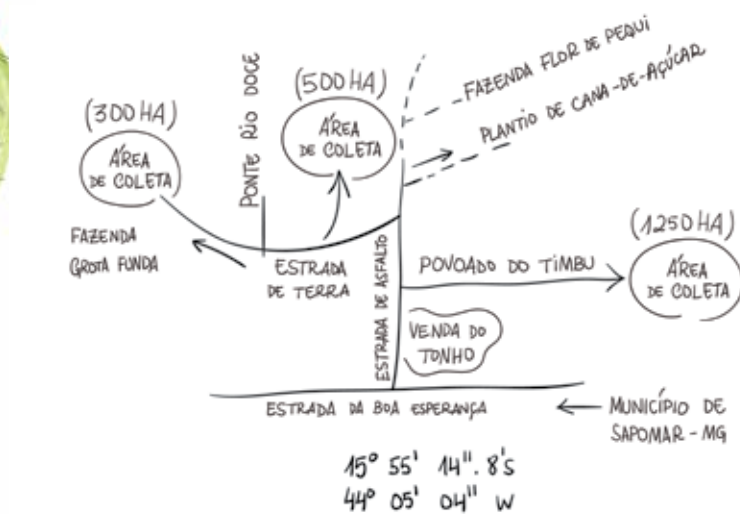 FAZENDA FLOR DE PEQUI
PLANTIO DE CANA-DE-AÇÚCAR
(300 HA)
ÁREA
DE COLETA
PONTE RIO DOCE
(500 HA)
ÁREA
DE COLETA
FAZENDA
GROTA FUNDA
ESTRADA
DE TERRA
ESTRADA DE ASFALTO
POVOADO DO TIMBU
(1250 HA)
ÁREA
DE COLETA
VENDA DO
TONHO
ESTRADA DA BOA ESPERANÇA
MUNICÍPIO DE
SAPOMAR - MG
15° 55' 14". 8'S
44° 05' 04" W